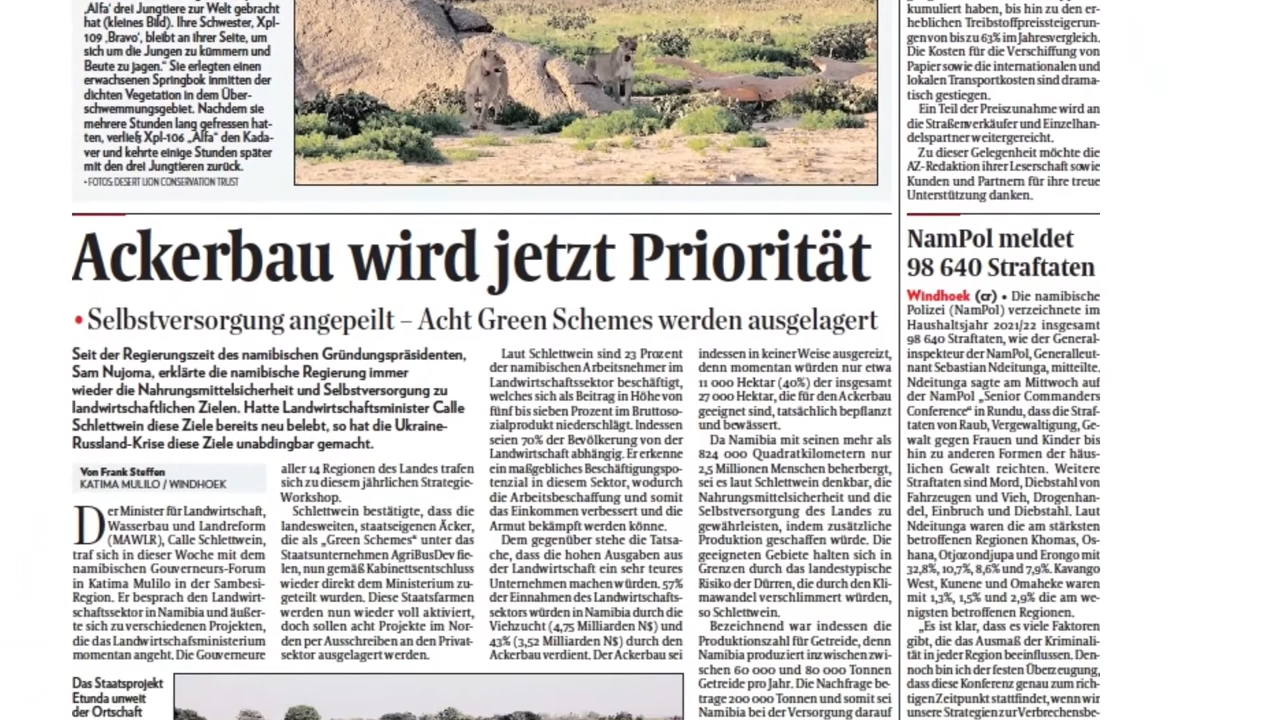 ‚Alfa‘ drei Jungtiere zur Welt gebracht
hat (kleines Bild). Ihre Schwester, Xpl-
109 ‚Bravo‘, bleibt an ihrer Seite, um
sich um die Jungen zu kümmern und
Beute zu jagen.“ Sie erlegten einen
erwachsenen Springbok inmitten der
dichten Vegetation in dem Über-
schwemmungsgebiet. Nachdem sie
mehrere Stunden lang gefressen hat-
ten, verließ Xpl-106 „Alfa“ den Kada-
ver und kehrte einige Stunden später
mit den drei Jungtieren zurück.
• FOTOS: DESERT LION CONSERVATION TRUST
kumuliert haben, bis hin zu den er-
heblichen Treibstoffpreissteigerun-
gen von bis zu 63% im Jahresvergleich.
Die Kosten für die Verschiffung von
Papier sowie die internationalen und
lokalen Transportkosten sind drama-
tisch gestiegen.
Ein Teil der Preiszunahme wird an
die Straßenverkäufer und Einzelhan-
delspartner weitergereicht.
Zu dieser Gelegenheit möchte die
AZ-Redaktion ihrer Leserschaft sowie
Kunden und Partnern für ihre treue
Unterstützung danken.
Ackerbau wird jetzt Priorität
• Selbstversorgung angepeilt – Acht Green Schemes werden ausgelagert
Seit der Regierungszeit des namibischen Gründungspräsidenten,
Sam Nujoma, erklärte die namibische Regierung immer
wieder die Nahrungsmittelsicherheit und Selbstversorgung zu
landwirtschaftlichen Zielen. Hatte Landwirtschaftsminister Calle
Schlettwein diese Ziele bereits neu belebt, so hat die Ukraine-
Russland-Krise diese Ziele unabdingbar gemacht.
Von Frank Steffen
KATIMA MULILO / WINDHOEK
Der Minister für Landwirtschaft,
Wasserbau und Landreform
(MAWLR), Calle Schlettwein,
traf sich in dieser Woche mit dem
namibischen Gouverneurs-Forum
in Katima Mulilo in der Sambesi-
Region. Er besprach den Landwirt-
schaftssektor in Namibia und äußer-
te sich zu verschiedenen Projekten,
die das Landwirtschafsministerium
momentan angeht. Die Gouverneure
aller 14 Regionen des Landes trafen
sich zu diesem jährlichen Strategie-
Workshop.
Schlettwein bestätigte, dass die
landesweiten, staatseigenen Äcker,
die als „Green Schemes“ unter das
Staatsunternehmen AgriBusDev fie-
len, nun gemäß Kabinettsentschluss
wieder direkt dem Ministerium zu-
geteilt wurden. Diese Staatsfarmen
werden nun wieder voll aktiviert,
doch sollen acht Projekte im Nor-
den per Ausschreiben an den Privat-
sektor ausgelagert werden.
Laut Schlettwein sind 23 Prozent
der namibischen Arbeitsnehmer im
Landwirtschaftssektor beschäftigt,
welches sich als Beitrag in Höhe von
fünf bis sieben Prozent im Bruttoso-
zialprodukt niederschlägt. Indessen
seien 70% der Bevölkerung von der
Landwirtschaft abhängig. Er erkenne
ein maßgebliches Beschäftigungspo-
tenzial in diesem Sektor, wodurch
die Arbeitsbeschaffung und somit
das Einkommen verbessert und die
Armut bekämpft werden könne.
Dem gegenüber stehe die Tatsa-
che, dass die hohen Ausgaben aus
der Landwirtschaft ein sehr teures
Unternehmen machen würden. 57%
der Einnahmen des Landwirtschafts-
sektors würden in Namibia durch die
Viehzucht (4,75 Milliarden N$) und
43% (3,52 Milliarden N$) durch den
Ackerbau verdient. Der Ackerbau sei
indessen in keiner Weise ausgereizt,
denn momentan würden nur etwa
11 000 Hektar (40%) der insgesamt
27 000 Hektar, die für den Ackerbau
geeignet sind, tatsächlich bepflanzt
und bewässert.
Da Namibia mit seinen mehr als
824 000 Quadratkilometern nur
2,5 Millionen Menschen beherbergt,
sei es laut Schlettwein denkbar, die
Nahrungsmittelsicherheit und die
Selbstversorgung des Landes zu
gewährleisten, indem zusätzliche
Produktion geschaffen würde. Die
geeigneten Gebiete halten sich in
Grenzen durch das landestypische
Risiko der Dürren, die durch den Kli-
mawandel verschlimmert würden,
so Schlettwein.
Bezeichnend war indessen die
Produktionszahl für Getreide, denn
Namibia produziert inzwischen zwi-
schen 60 000 und 80 000 Tonnen
Getreide pro Jahr. Die Nachfrage be-
trage 200 000 Tonnen und somit sei
Namibia bei der Versorgung darauf
Das Staatsprojekt
Etunda unweit
der Ortschaft
NamPol meldet
98 640 Straftaten
Windhoek (cr) • Die namibische
Polizei (NamPol) verzeichnete im
Haushaltsjahr 2021/22 insgesamt
98 640 Straftaten, wie der General-
inspekteur der NamPol, Generalleut-
nant Sebastian Ndeitunga, mitteilte.
Ndeitunga sagte am Mittwoch auf
der NamPol „Senior Commanders
Conference“ in Rundu, dass die Straf-
taten von Raub, Vergewaltigung, Ge-
walt gegen Frauen und Kinder bis
hin zu anderen Formen der häus-
lichen Gewalt reichten. Weitere
Straftaten sind Mord, Diebstahl von
Fahrzeugen und Vieh, Drogenhan-
del, Einbruch und Diebstahl. Laut
Ndeitunga waren die am stärksten
betroffenen Regionen Khomas, Os-
hana, Otjozondjupa und Erongo mit
32,8%, 10,7%, 8,6% und 7,9%. Kavango
West, Kunene und Omaheke waren
mit 1,3%, 1,5% und 2,9% die am we-
nigsten betroffenen Regionen.
„Es ist klar, dass es viele Faktoren
gibt, die das Ausmaß der Kriminali-
tät in jeder Region beeinflussen. Den-
noch bin ich der festen Überzeugung,
dass diese Konferenz genau zum rich-
tigen Zeitpunkt stattfindet, wenn wir
unsere Strategien zur Verbrechensbe-